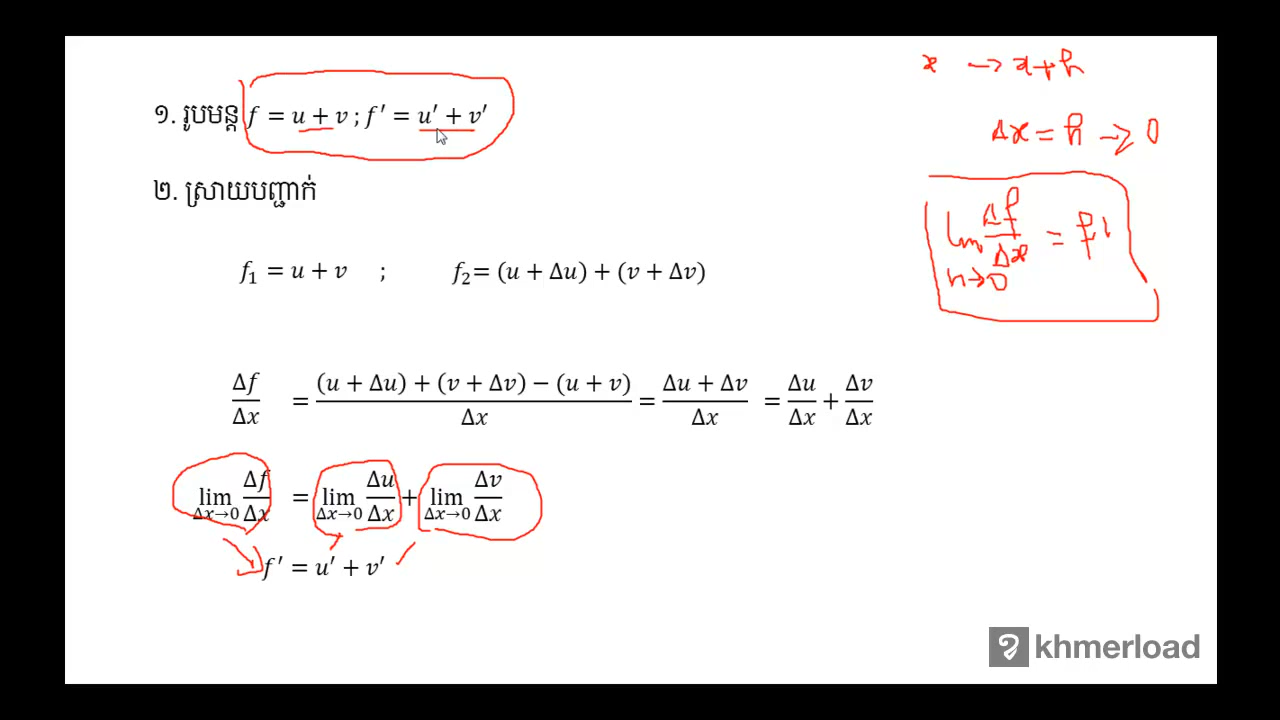 ១. រូបមន្ត f = u + v ; f′ = u′ + v′
២. ស្រាយបញ្ជាក់
f₁ = u + v ; f₂= (u + Δu) + (v + Δv)
Δf/Δx = ((u + Δu) + (v + Δv) − (u + v))/Δx = (Δu + Δv)/Δx = Δu/Δx + Δv/Δx
lim Δx→0 Δf/Δx = lim Δx→0 Δu/Δx + lim Δx→0 Δv/Δx
f′ = u′ + v′
x → x+h
Δx = h → 0
lim h→0 Δf/Δx = f′
khmerload